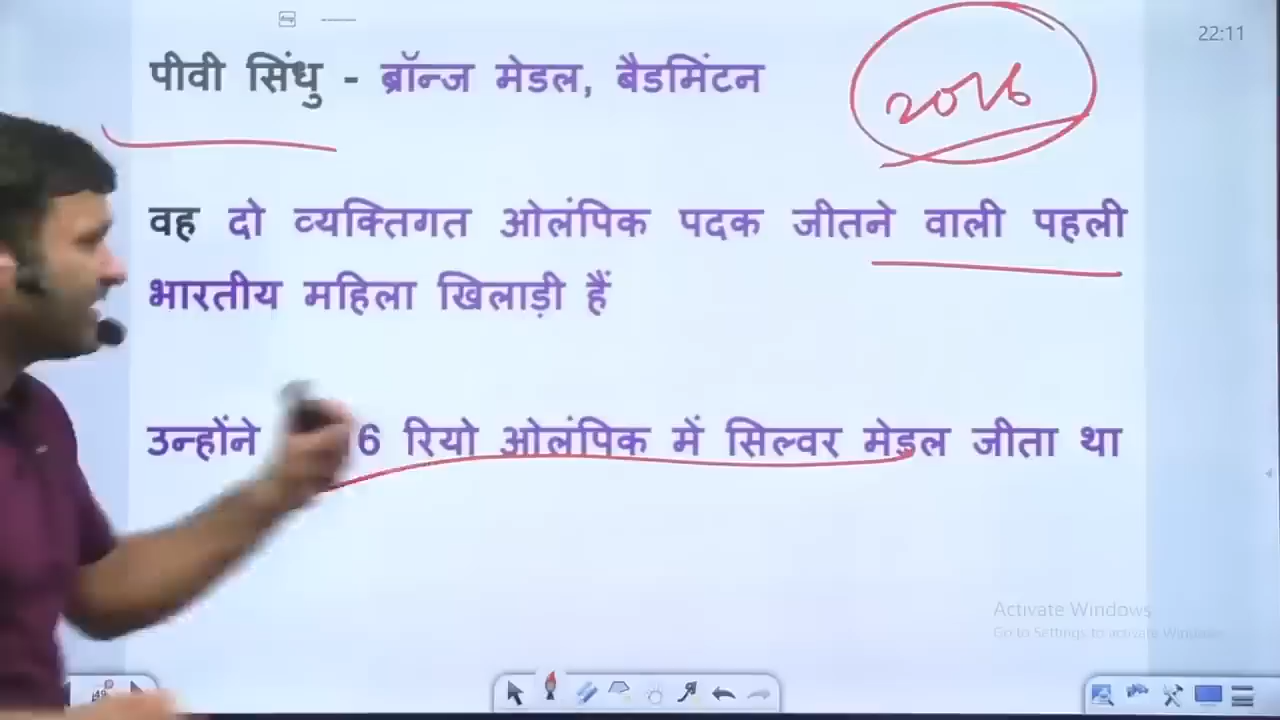 22:11
पीवी सिंधु - ब्रॉन्ज मेडल, बैडमिंटन
2016
वह दो व्यक्तिगत ओलंपिक पदक जीतने वाली पहली
भारतीय महिला खिलाड़ी हैं
उन्होंने 6 रियो ओलंपिक में सिल्वर मेडल जीता था
Activate Windows
Go to Settings to activate Windows.